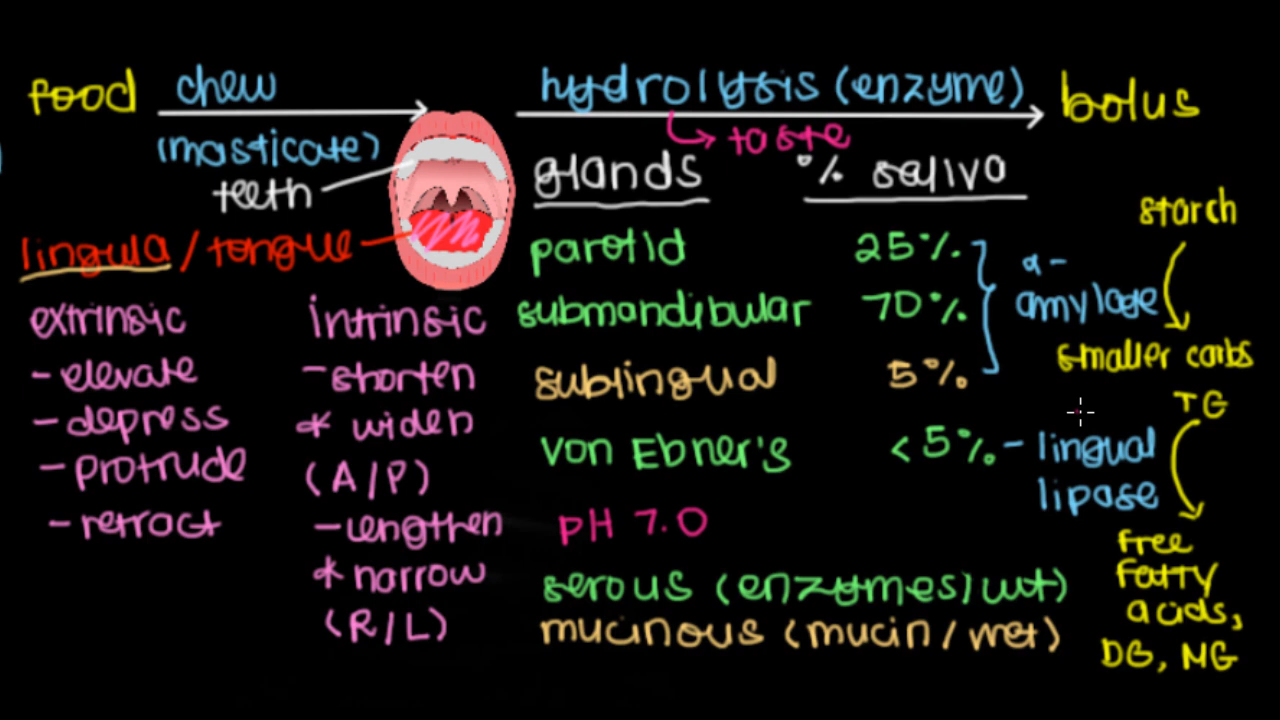 food chew hydrolysis (enzyme) bolus
(masticate) taste
teeth glands % saliva
starch
lingula / tongue parotid 25% α-
extrinsic intrinsic submandibular 70% amylase
smaller carbs
- elevate - shorten sublingual 5%
TG
- depress * widen
- protrude (A/P) von Ebner's <5% - lingual
lipase
- retract - lengthen pH 7.0
free
* narrow serous (enzymes/wt) fatty
acids,
(R/L) mucinous (mucin/wet)
DG, MG